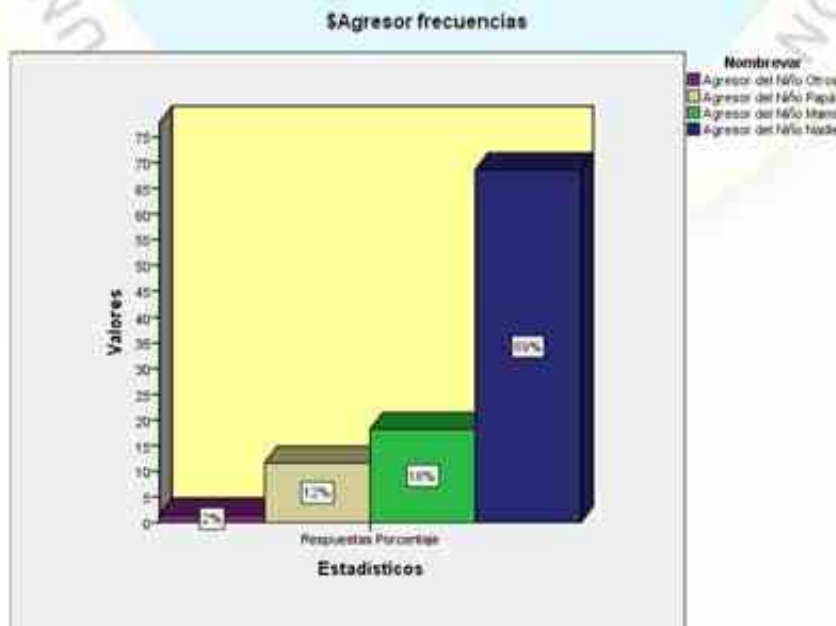 $Agresor frecuencias
Nombrevar
Agresor del Niño Otros
Agresor del Niño Papá
Agresor del Niño Mamá
Agresor del Niño Nadie
Valores
75
70
65
60
55
50
45
40
35
30
25
20
15
10
5
0
2%
12%
18%
69%
Respuestas Porcentaje
Estadísticos